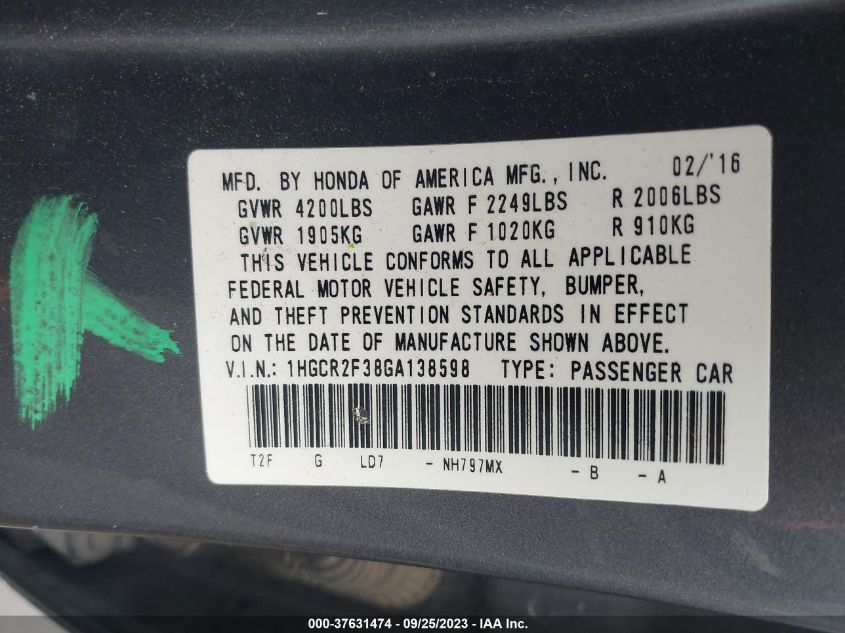 MFD. BY HONDA OF AMERICA MFG., INC. 02/'16
GVWR 4200LBS GAWR F 2249LBS R 2006LBS
GVWR 1905KG GAWR F 1020KG R 910KG
THIS VEHICLE CONFORMS TO ALL APPLICABLE
FEDERAL MOTOR VEHICLE SAFETY, BUMPER,
AND THEFT PREVENTION STANDARDS IN EFFECT
ON THE DATE OF MANUFACTURE SHOWN ABOVE.
V.I.N.: 1HGCR2F38GA138598 TYPE: PASSENGER CAR
T2F G LD7 - NH797MX - B - A
000-37631474 - 09/25/2023 - IAA Inc.